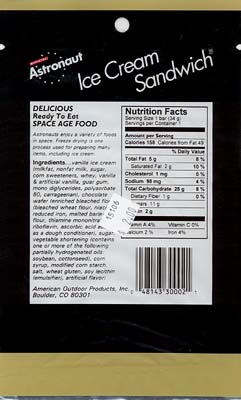 Astronaut
Ice Cream
Sandwich
DELICIOUS
Ready To Eat
SPACE AGE FOOD
Astronauts enjoy a variety of foods
in space. Freeze drying is one
process used for preparing many
items, including ice cream.
Ingredients...vanilla ice cream
(milkfat, nonfat milk, sugar,
corn sweeteners, whey, vanilla
& artificial vanilla, guar gum,
mono diglycerides, polysorbate
80, carrageenan), chocolate
wafer (enriched bleached flour
(bleached wheat flour, niacin,
reduced iron, malted barley
flour, thiamine mononitrate
riboflavin, ascorbic acid
as a dough conditioner), sugar,
vegetable shortening (contains
one or more of the following
partially hydrogenated oils
soybean, cottonseed), corn
syrup, modified corn starch,
salt, wheat gluten, soy lecithin
(emulsifier), artificial
American Outdoor Products, Inc.
Boulder, CO 80301
Nutrition Facts
Serving Size 1 bar (34 g)
Servings per Container 1
Amount per Serving
Calories 158 Calories from Fat 49
% Daily Value
Total Fat 5 g 8%
Saturated Fat 2 g 10%
Cholesterol 1 mg 0%
Sodium 98 mg 4%
Total Carbohydrate 25 g 8%
Dietary Fiber 1 g 0%
11 g
2 g
Vitamin A 4% Vitamin C 0%
Calcium 2% Iron 4%
48143 30002